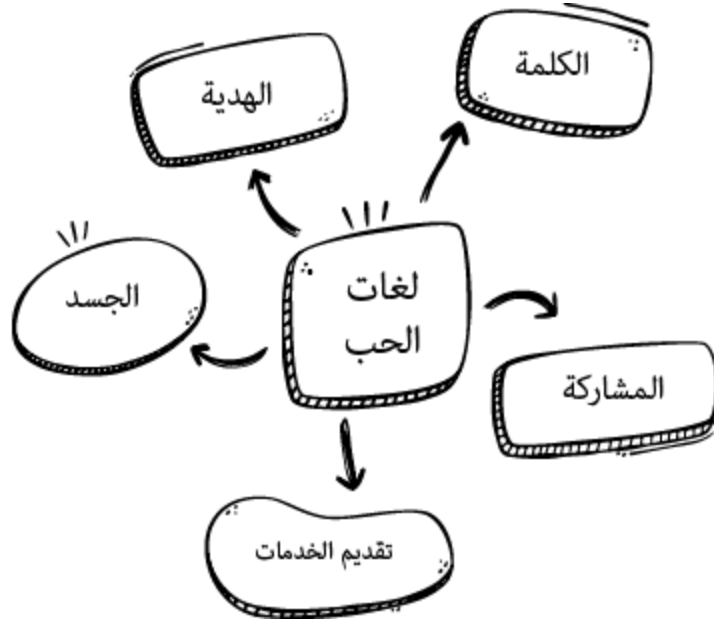 الكلمة
الهدية
لغات
الحب
الجسد
المشاركة
تقديم الخدمات